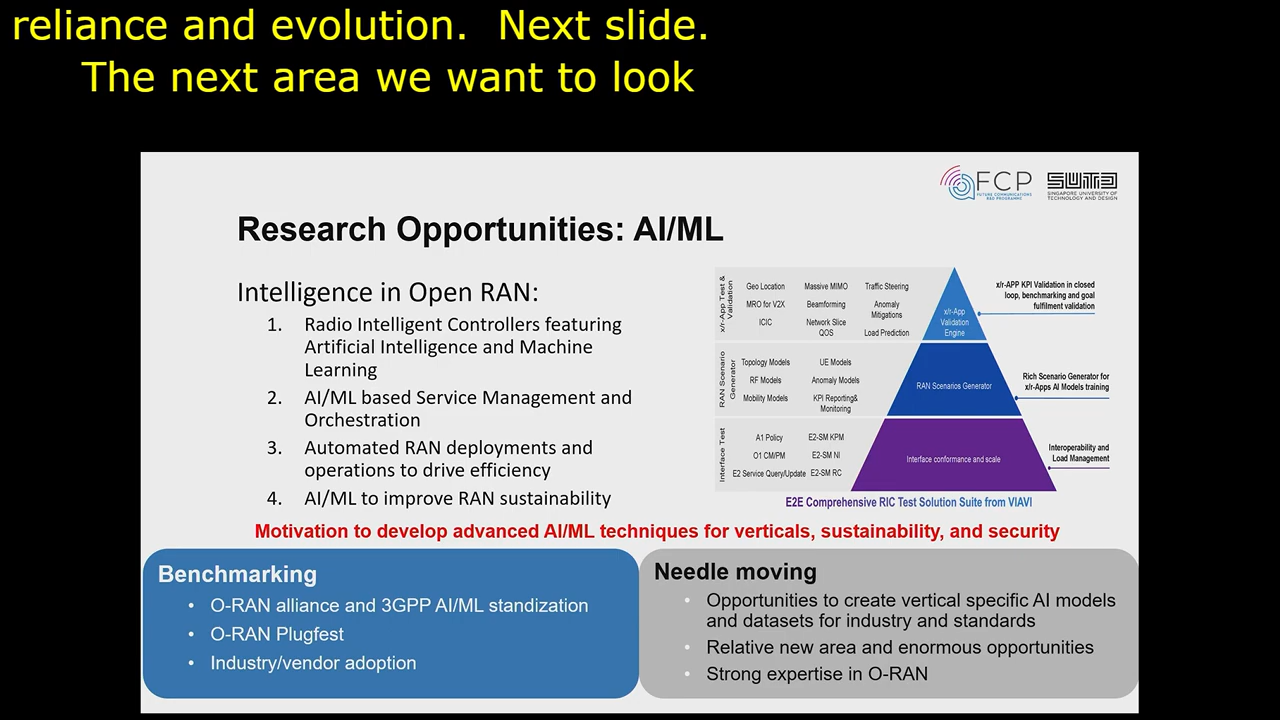 reliance and evolution.  Next slide.
The next area we want to look
FCP
FUTURE COMMUNICATIONS
R&D PROGRAMME
SUTD
SINGAPORE UNIVERSITY OF
TECHNOLOGY AND DESIGN
Research Opportunities: AI/ML
Intelligence in Open RAN:
1. Radio Intelligent Controllers featuring
Artificial Intelligence and Machine
Learning
2. AI/ML based Service Management and
Orchestration
3. Automated RAN deployments and
operations to drive efficiency
4. AI/ML to improve RAN sustainability
x/r-App Test &
Validation
Geo Location
Massive MIMO
Traffic Steering
MRO for V2X
Beamforming
Anomaly
Mitigations
ICIC
Network Slice
QOS
Load Prediction
x/r-App
Validation
Engine
x/r-APP KPI Validation in closed
loop, benchmarking and goal
fulfilment validation
RAN Scenario
Generator
Topology Models
UE Models
RF Models
Anomaly Models
Mobility Models
KPI Reporting&
Monitoring
RAN Scenarios Generator
Rich Scenario Generator for
x/r-Apps AI Models training
Interface Test
A1 Policy
E2-SM KPM
O1 CM/PM
E2-SM NI
E2 Service Query/Update
E2-SM RC
Interface conformance and scale
Interoperability and
Load Management
E2E Comprehensive RIC Test Solution Suite from VIAVI
Motivation to develop advanced AI/ML techniques for verticals, sustainability, and security
Benchmarking
• O-RAN alliance and 3GPP AI/ML standization
• O-RAN Plugfest
• Industry/vendor adoption
Needle moving
• Opportunities to create vertical specific AI models
and datasets for industry and standards
• Relative new area and enormous opportunities
• Strong expertise in O-RAN